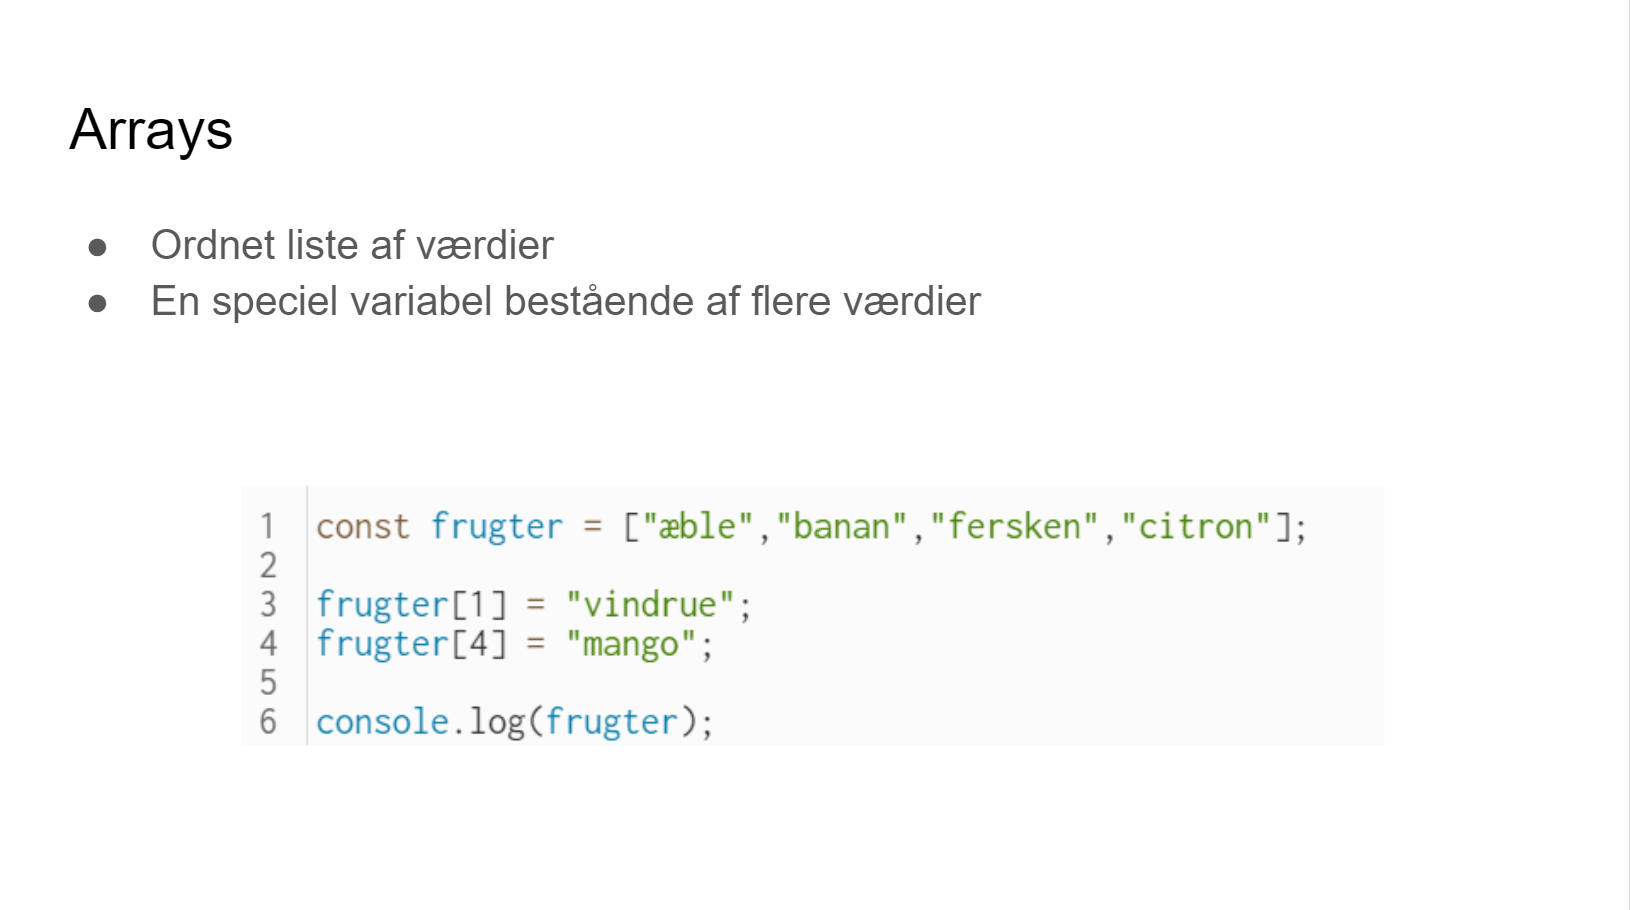 Arrays
● Ordnet liste af værdier
● En speciel variabel bestående af flere værdier
1 const frugter = ["æble","banan","fersken","citron"];
2
3 frugter[1] = "vindrue";
4 frugter[4] = "mango";
5
6 console.log(frugter);